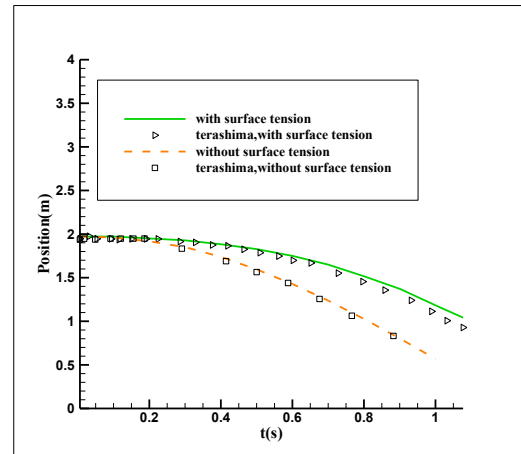 4
3.5
3
2.5
2
1.5
1
0.5
0
Position(m)
with surface tension
terashima,with surface tension
without surface tension
terashima,without surface tension
0.2
0.4
0.6
0.8
1
t(s)